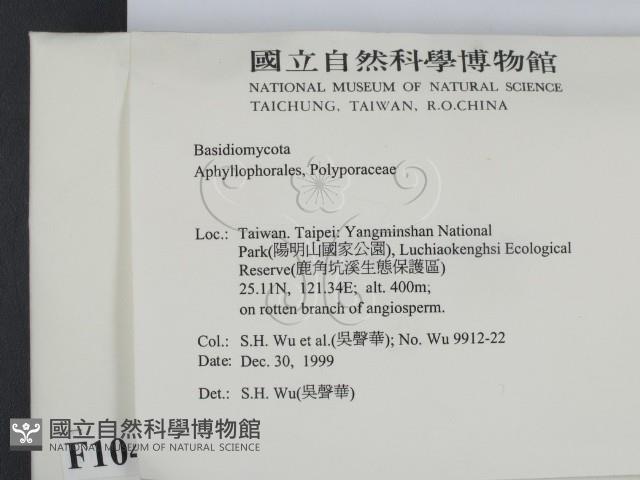 國立自然科學博物館
NATIONAL MUSEUM OF NATURAL SCIENCE
TAICHUNG, TAIWAN, R.O.CHINA
Basidiomycota
Aphyllophorales, Polyporaceae
Loc.: Taiwan. Taipei: Yangminshan National
Park(陽明山國家公園), Luchiaokenghsi Ecological
Reserve(鹿角坑溪生態保護區)
25.11N, 121.34E; alt. 400m;
on rotten branch of angiosperm.
Col.: S.H. Wu et al.(吳聲華); No. Wu 9912-22
Date: Dec. 30, 1999
Det.: S.H. Wu(吳聲華)
國立自然科學博物館
NATIONAL MUSEUM OF NATURAL SCIENCE
F10-